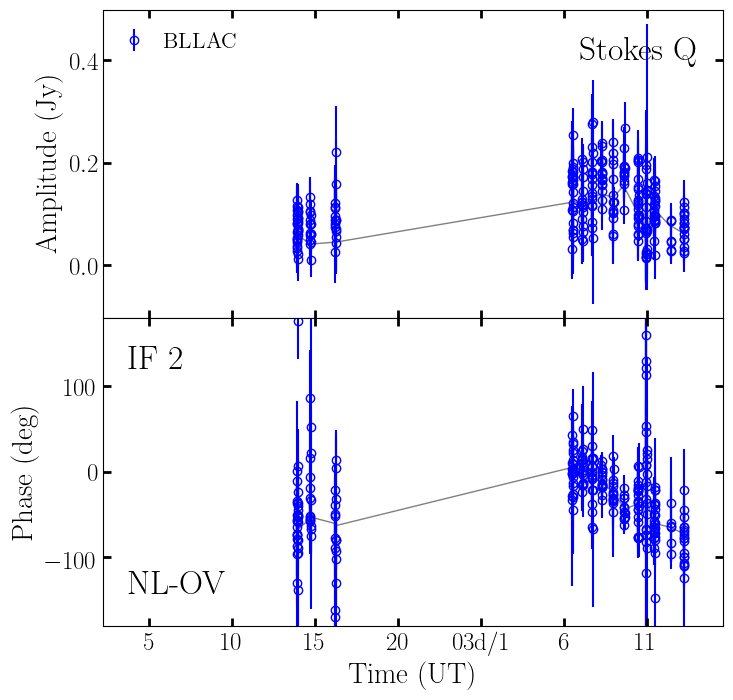 BLLAC
Stokes Q
Amplitude (Jy)
0.4
0.2
0.0
IF 2
NL-OV
Phase (deg)
100
0
−100
5 10 15 20 03d/1 6 11
Time (UT)